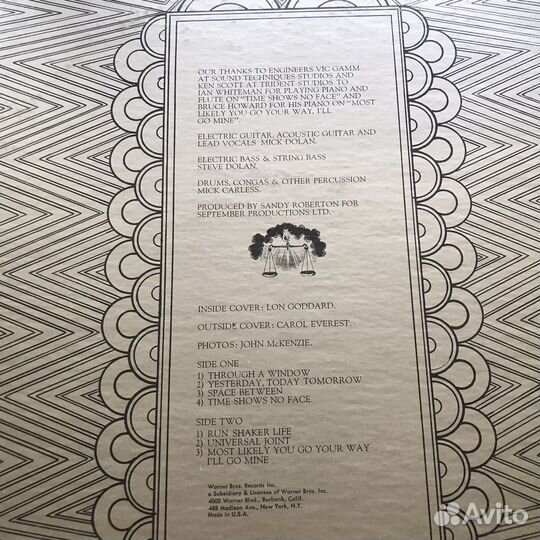 OUR THANKS TO ENGINEERS VIC GAMM
AT SOUND TECHNIQUES STUDIOS AND
KEN SCOTT AT TRIDENT STUDIOS TO
IAN WHITEMAN FOR PLAYING PIANO AND
FLUTE ON "TIME SHOWS NO FACE" AND
BRUCE HOWARD FOR HIS PIANO ON "MOST
LIKELY YOU GO YOUR WAY, I'LL
GO MINE".
ELECTRIC GUITAR, ACOUSTIC GUITAR AND
LEAD VOCALS MICK DOLAN.
ELECTRIC BASS & STRING BASS
STEVE DOLAN.
DRUMS, CONGAS & OTHER PERCUSSION
MICK CARLESS.
PRODUCED BY SANDY ROBERTON FOR
SEPTEMBER PRODUCTIONS LTD.
INSIDE COVER: LON GODDARD.
OUTSIDE COVER: CAROL EVEREST.
PHOTOS: JOHN McKENZIE.
SIDE ONE
1) THROUGH A WINDOW
2) YESTERDAY, TODAY TOMORROW
3) SPACE BETWEEN
4) TIME SHOWS NO FACE
SIDE TWO
1) RUN SHAKER LIFE
2) UNIVERSAL JOINT
3) MOST LIKELY YOU GO YOUR WAY
I'LL GO MINE
Warner Bros. Records Inc.
a Subsidiary & Licensee of Warner Bros. Inc.
4000 Warner Blvd., Burbank, Calif.
488 Madison Ave., New York, N.Y.
Made in U.S.A.
Avito